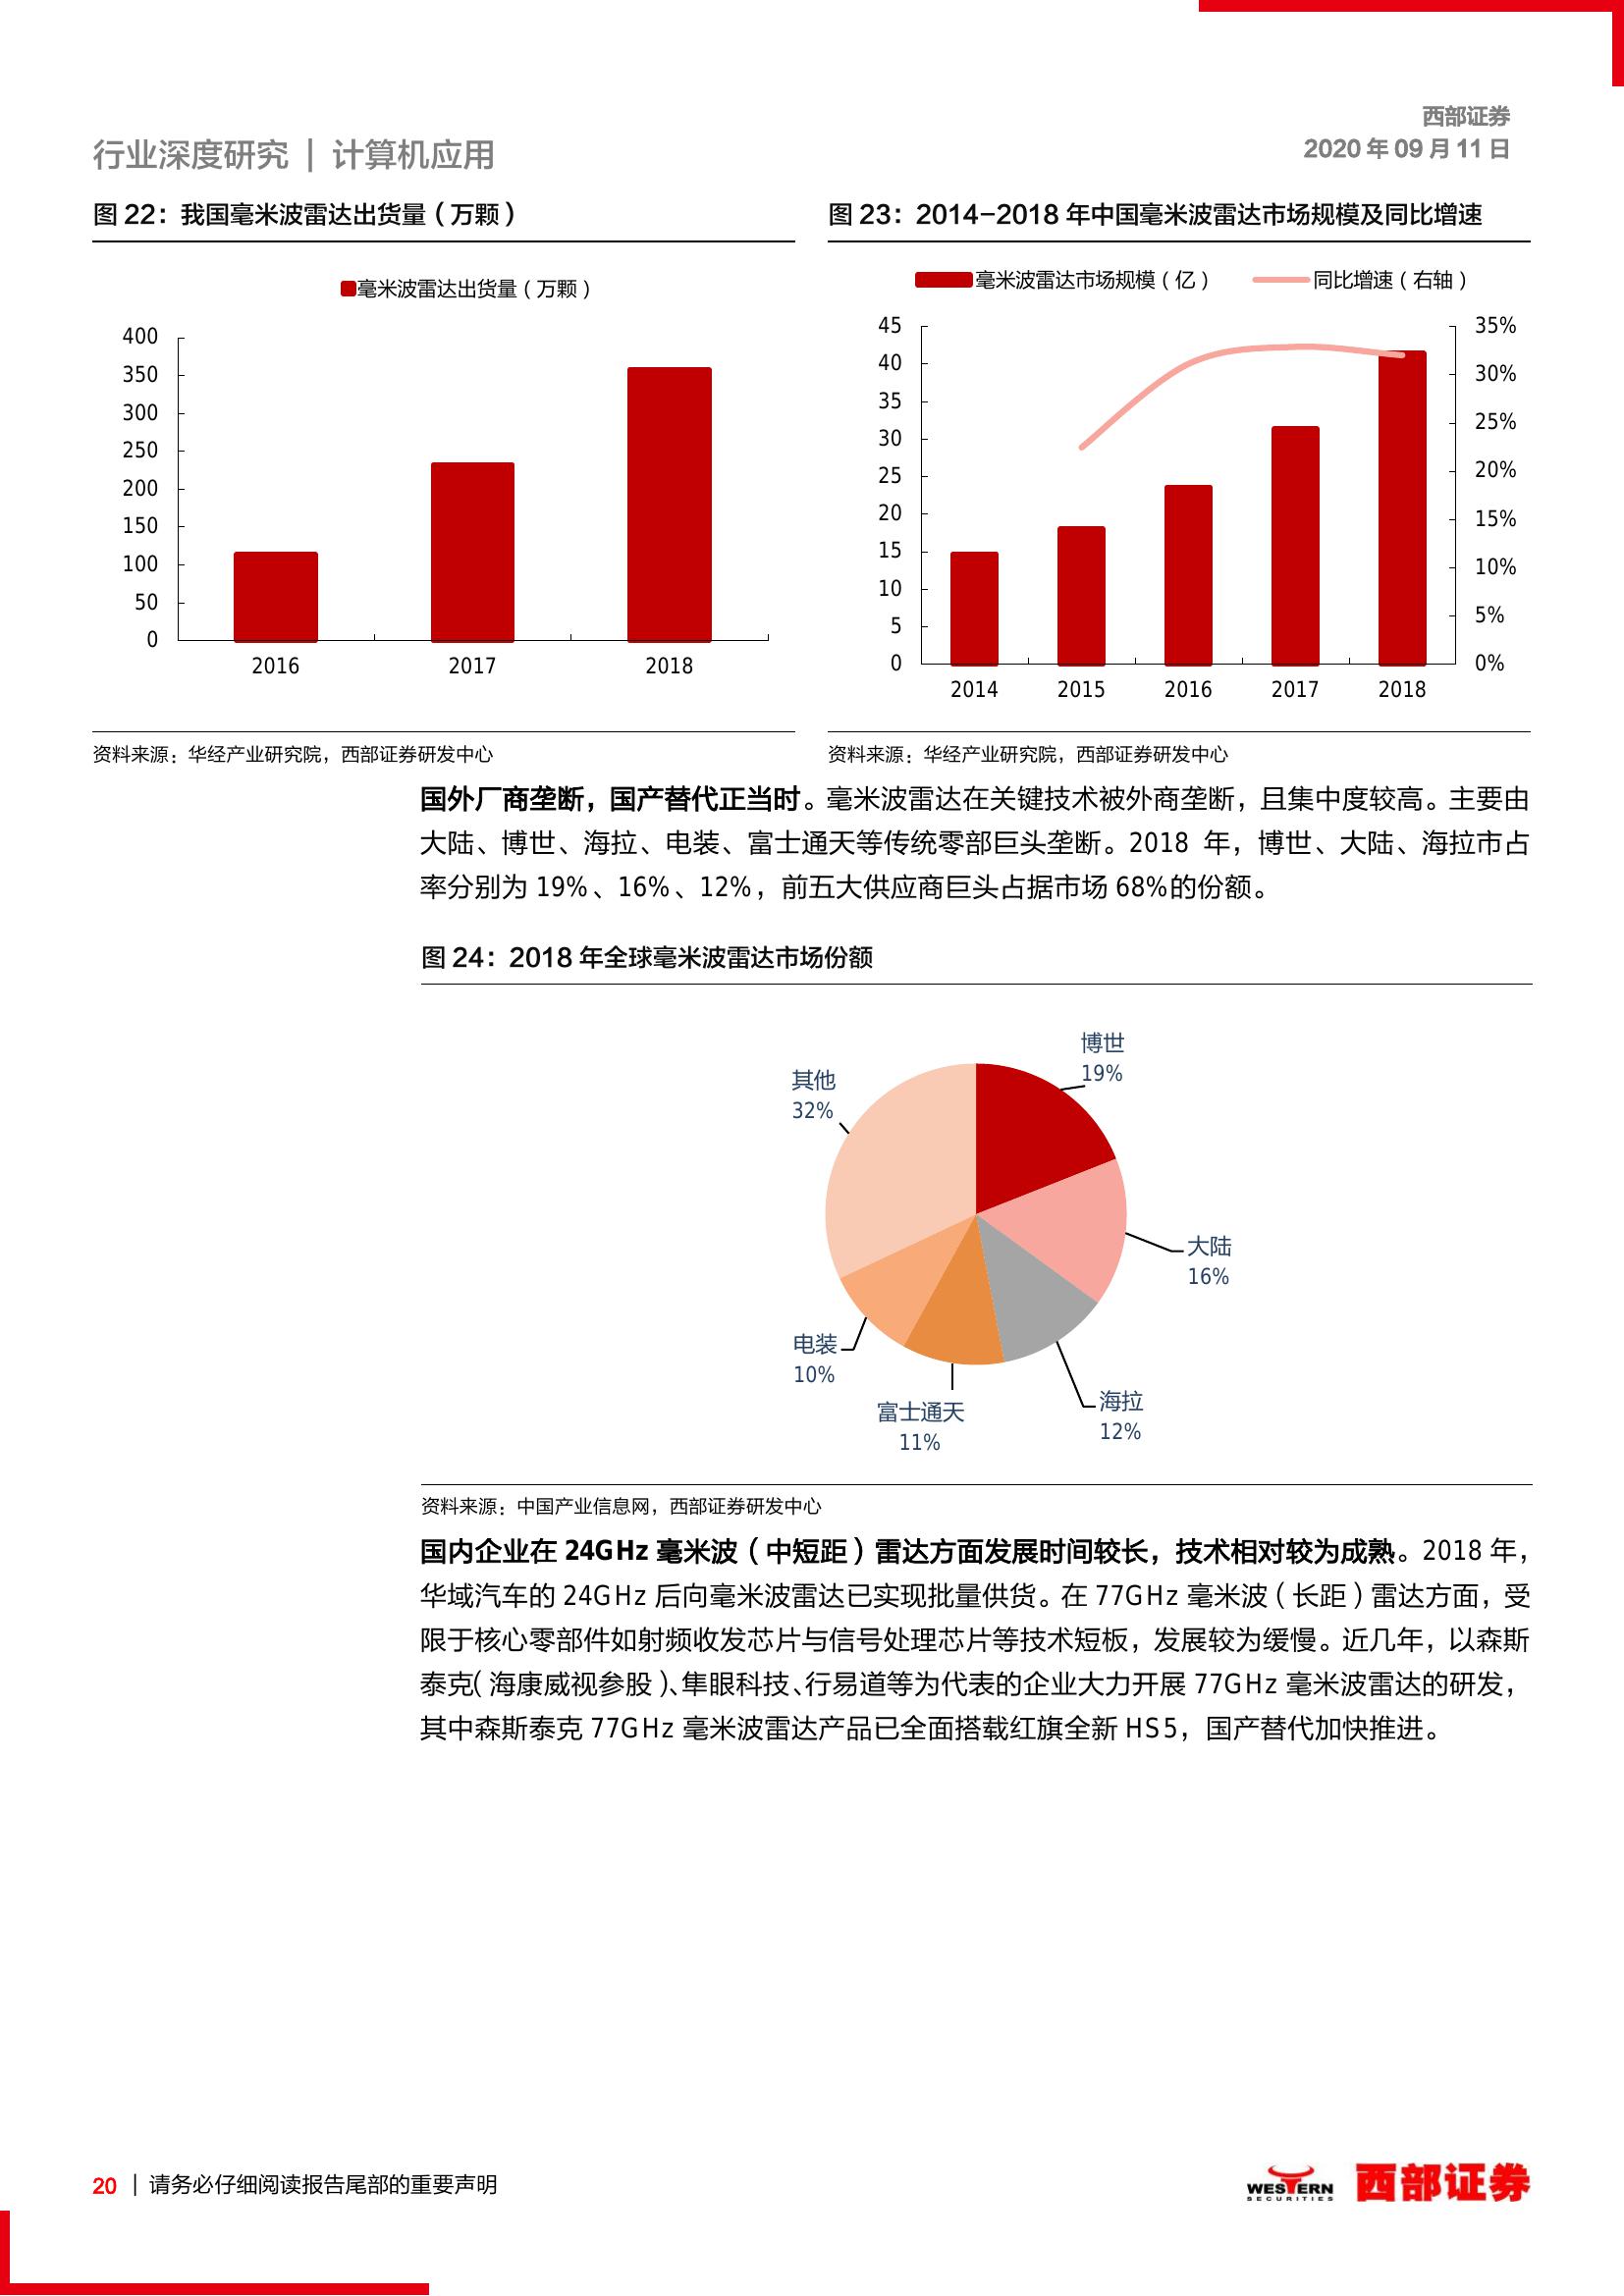 西部证券
2020 年 09 月 11 日
行业深度研究 | 计算机应用
图 22：我国毫米波雷达出货量（万颗）
毫米波雷达出货量（万颗）
400
350
300
250
200
150
100
50
0
2016 2017 2018
资料来源：华经产业研究院，西部证券研发中心
图 23：2014-2018 年中国毫米波雷达市场规模及同比增速
毫米波雷达市场规模（亿） 同比增速（右轴）
45 35%
40 30%
35 25%
30 20%
25 15%
20 10%
15 5%
10 0%
5
0
2014 2015 2016 2017 2018
资料来源：华经产业研究院，西部证券研发中心
国外厂商垄断，国产替代正当时。毫米波雷达在关键技术被外商垄断，且集中度较高。主要由
大陆、博世、海拉、电装、富士通天等传统零部巨头垄断。2018 年，博世、大陆、海拉市占
率分别为 19%、16%、12%，前五大供应商巨头占据市场 68%的份额。
图 24：2018 年全球毫米波雷达市场份额
博世
19%
其他
32%
大陆
16%
电装
10%
海拉
12%
富士通天
11%
资料来源：中国产业信息网，西部证券研发中心
国内企业在 24GHz 毫米波（中短距）雷达方面发展时间较长，技术相对较为成熟。2018 年，
华域汽车的 24GHz 后向毫米波雷达已实现批量供货。在 77GHz 毫米波（长距）雷达方面，受
限于核心零部件如射频收发芯片与信号处理芯片等技术短板，发展较为缓慢。近几年，以森斯
泰克（海康威视参股）、隼眼科技、行易道等为代表的企业大力开展 77GHz 毫米波雷达的研发，
其中森斯泰克 77GHz 毫米波雷达产品已全面搭载红旗全新 HS5，国产替代加快推进。
20 | 请务必仔细阅读报告尾部的重要声明
WESTERN
SECURITIES
西部证券